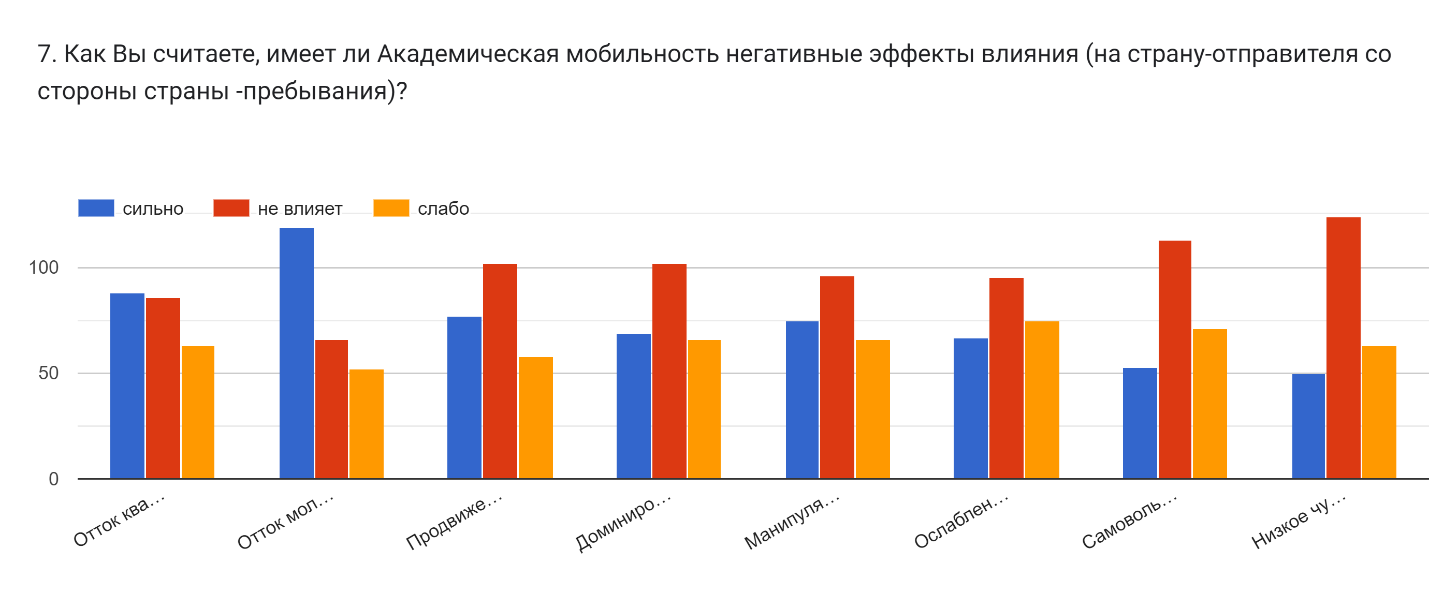 7. Как Вы считаете, имеет ли Академическая мобильность негативные эффекты влияния (на страну-отправителя со
стороны страны -пребывания)?
сильно
не влияет
слабо
100
50
0
Отток ква…
Отток мол…
Продвиже…
Доминиро…
Манипуля…
Ослаблен…
Самоволь…
Низкое чу…